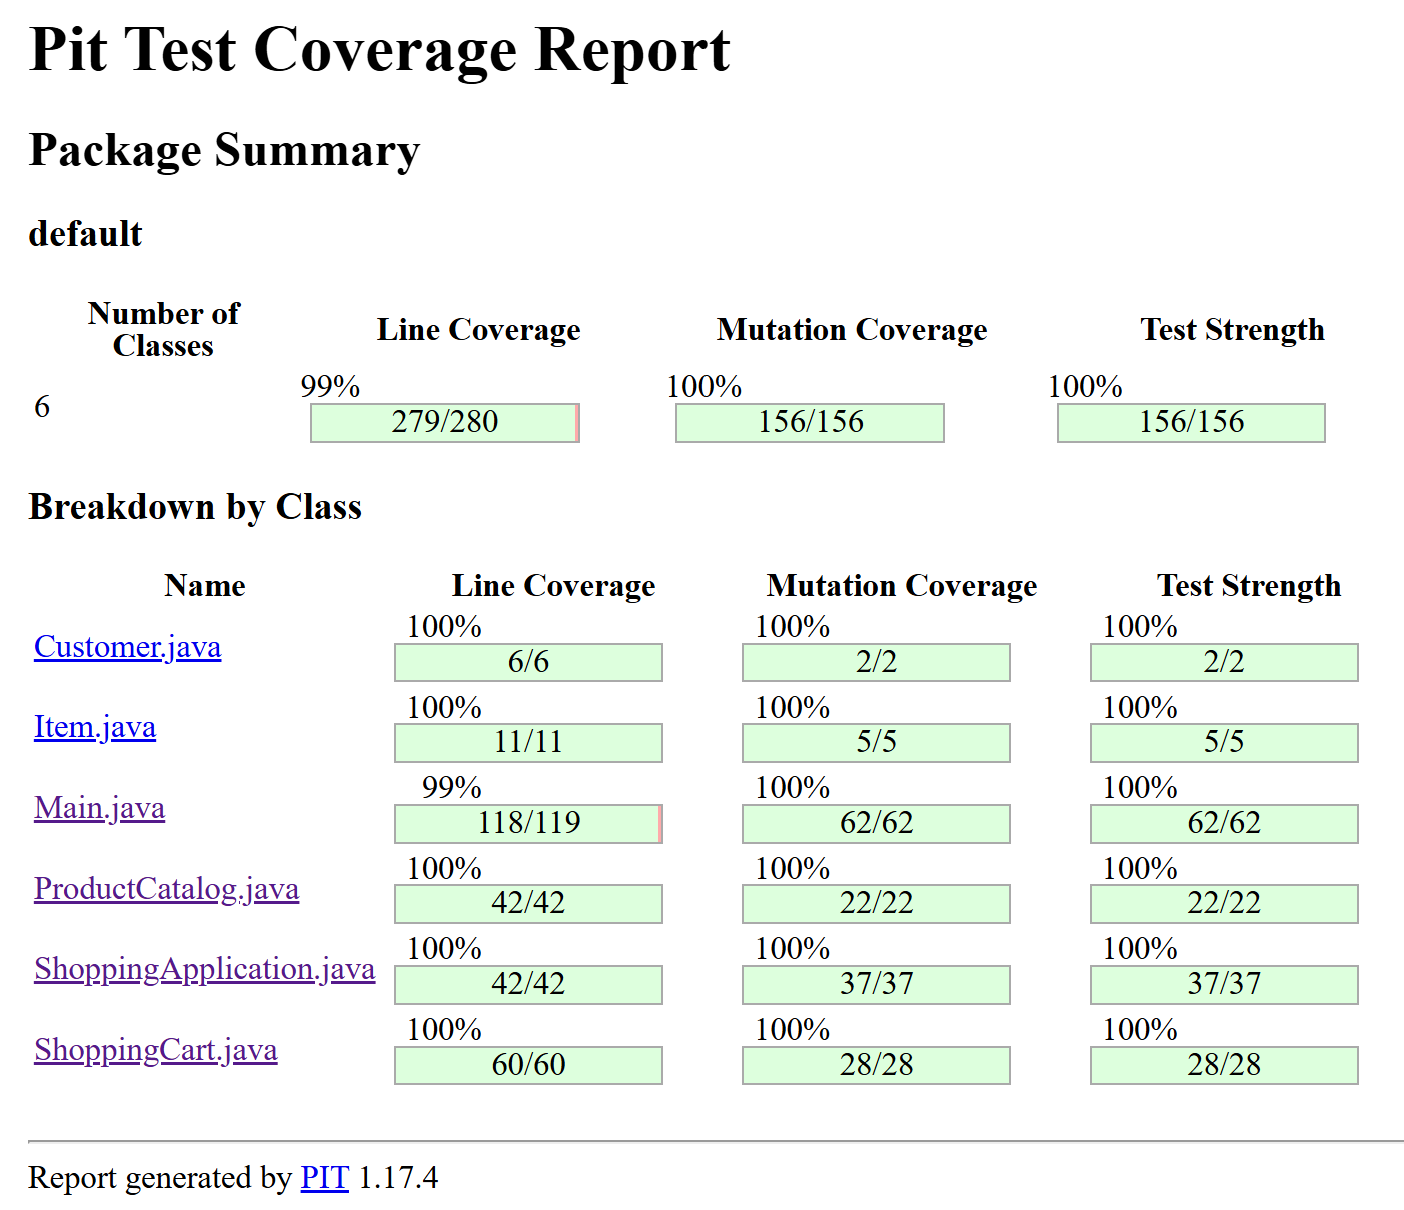 Pit Test Coverage Report
Package Summary
default
Number of Classes Line Coverage Mutation Coverage Test Strength
6 99% 279/280 100% 156/156 100% 156/156
Breakdown by Class
Name Line Coverage Mutation Coverage Test Strength
Customer.java 100% 6/6 100% 2/2 100% 2/2
Item.java 100% 11/11 100% 5/5 100% 5/5
Main.java 99% 118/119 100% 62/62 100% 62/62
ProductCatalog.java 100% 42/42 100% 22/22 100% 22/22
ShoppingApplication.java 100% 42/42 100% 37/37 100% 37/37
ShoppingCart.java 100% 60/60 100% 28/28 100% 28/28
Report generated by PIT 1.17.4